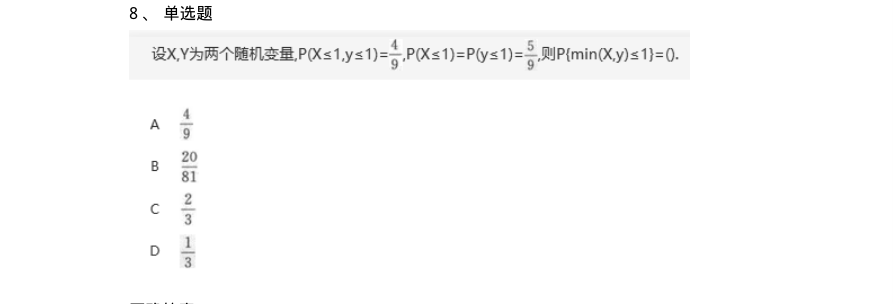 8 、 单选题
设X,Y为两个随机变量,P(X≤1,y≤1)=4/9,P(X≤1)=P(y≤1)=5/9,则P{min(X,y)≤1}=().
A 4/9
B 20/81
C 2/3
D 1/3